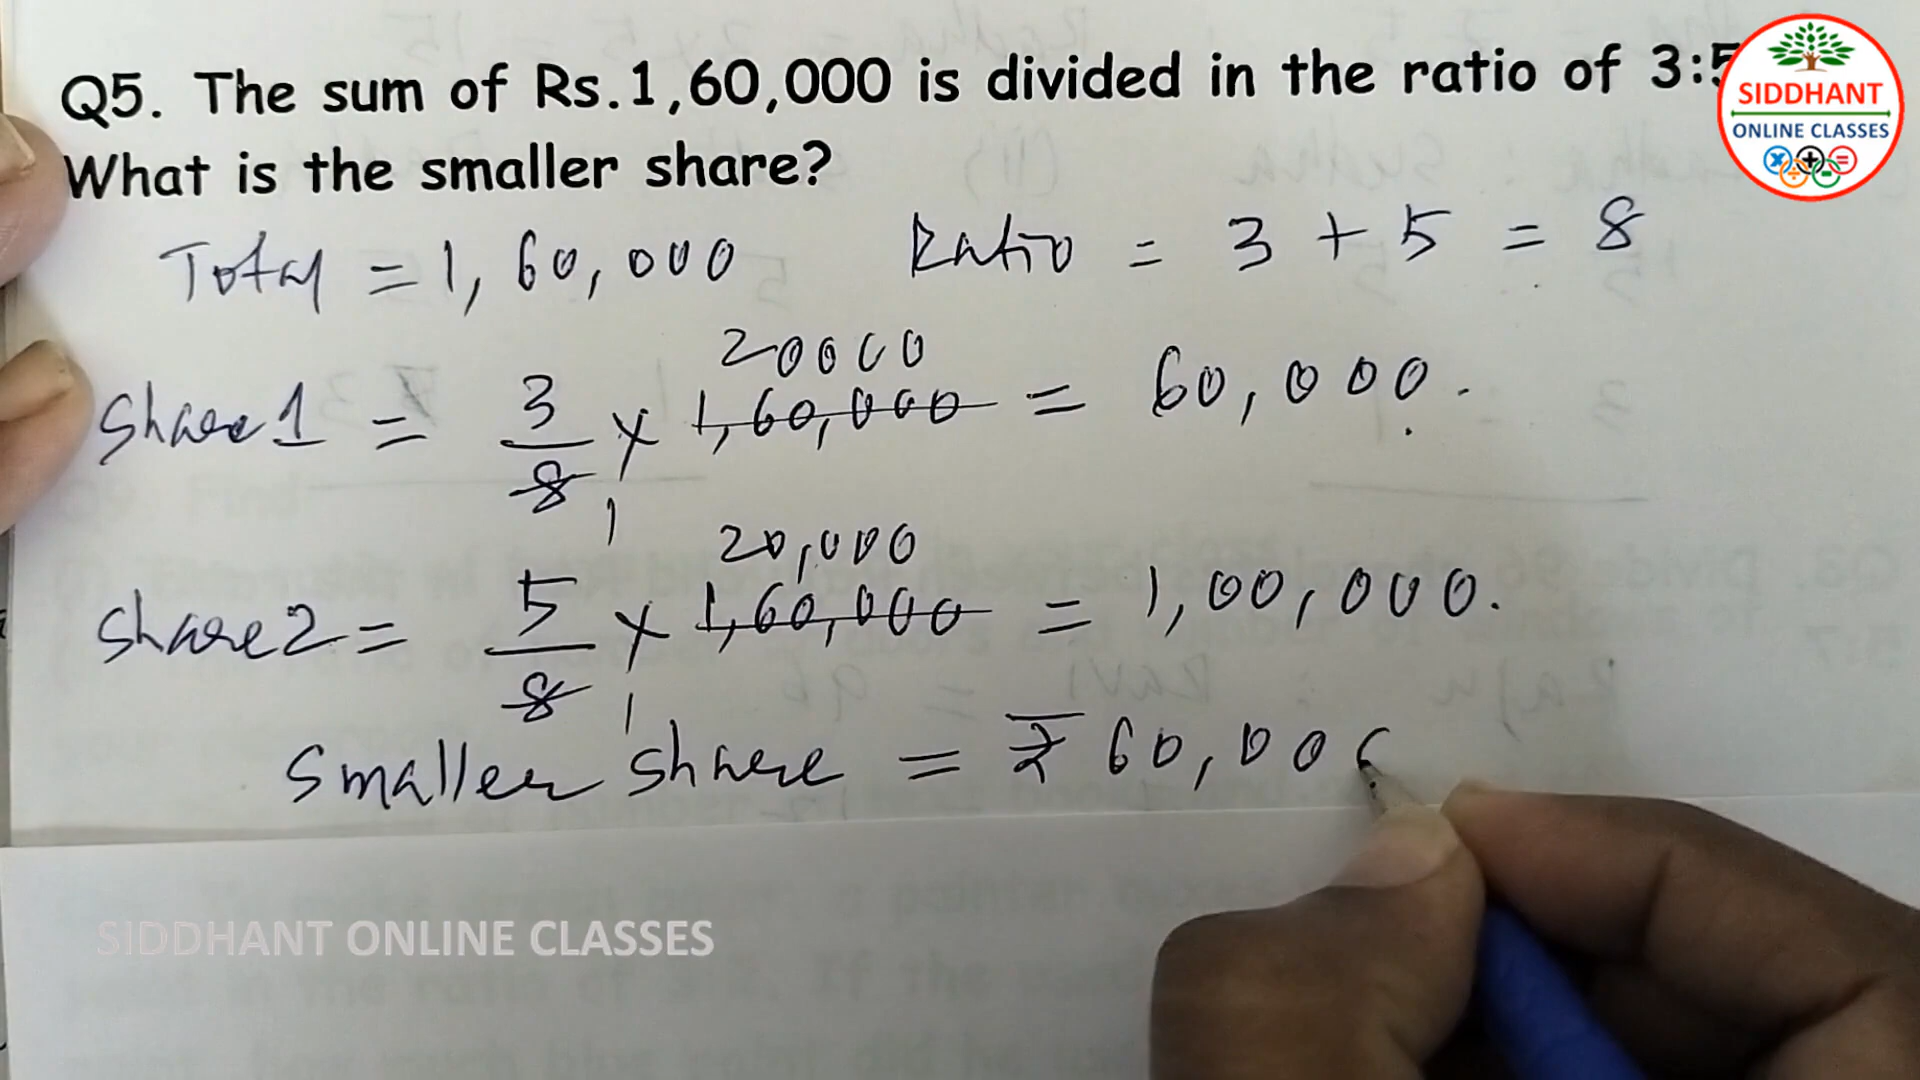 Q5. The sum of Rs.1,60,000 is divided in the ratio of 3:5
What is the smaller share?
SIDDHANT
ONLINE CLASSES
Total = 1, 60, 000 Ratio = 3 + 5 = 8
20000
Share 1 = 3/8 × 1,60,000 = 60,000.
1
20,000
Share 2 = 5/8 × 1,60,000 = 1,00,000.
1
Smaller share = ₹ 60,000
SIDDHANT ONLINE CLASSES